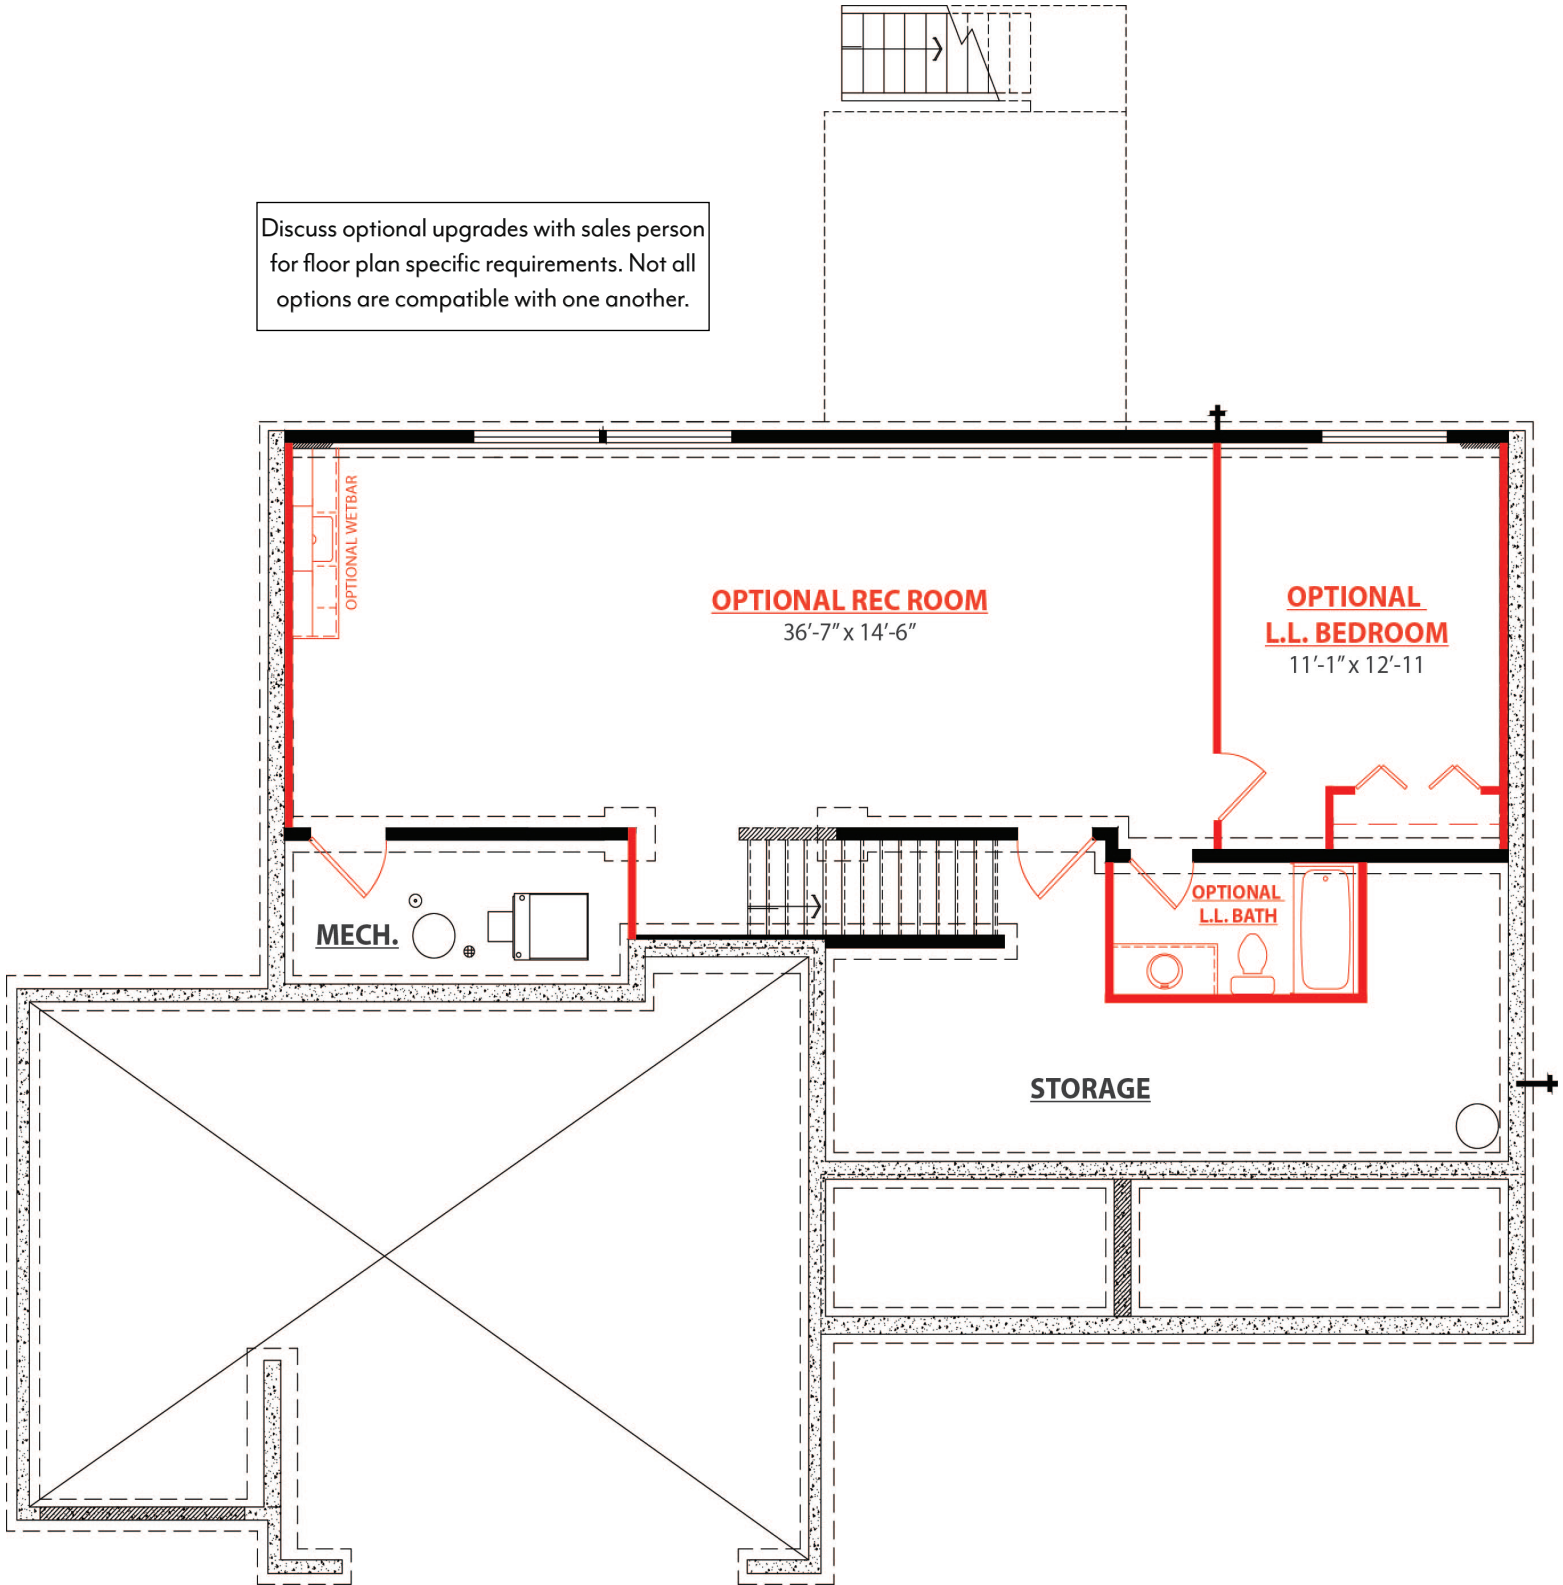 Discuss optional upgrades with sales person
for floor plan specific requirements. Not all
options are compatible with one another.
OPTIONAL WETBAR
OPTIONAL REC ROOM
36’-7” x 14’-6”
OPTIONAL
L.L. BEDROOM
11’-1” x 12’-11
MECH.
OPTIONAL
L.L. BATH
STORAGE